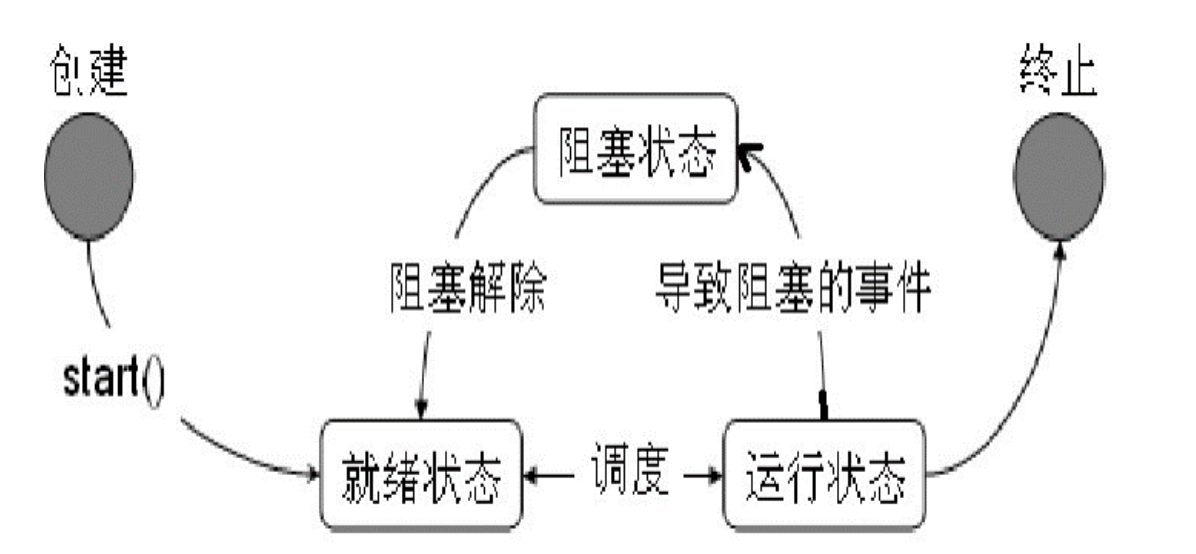 创建
终止
阻塞状态
阻塞解除
导致阻塞的事件
start()
就绪状态
调度
运行状态